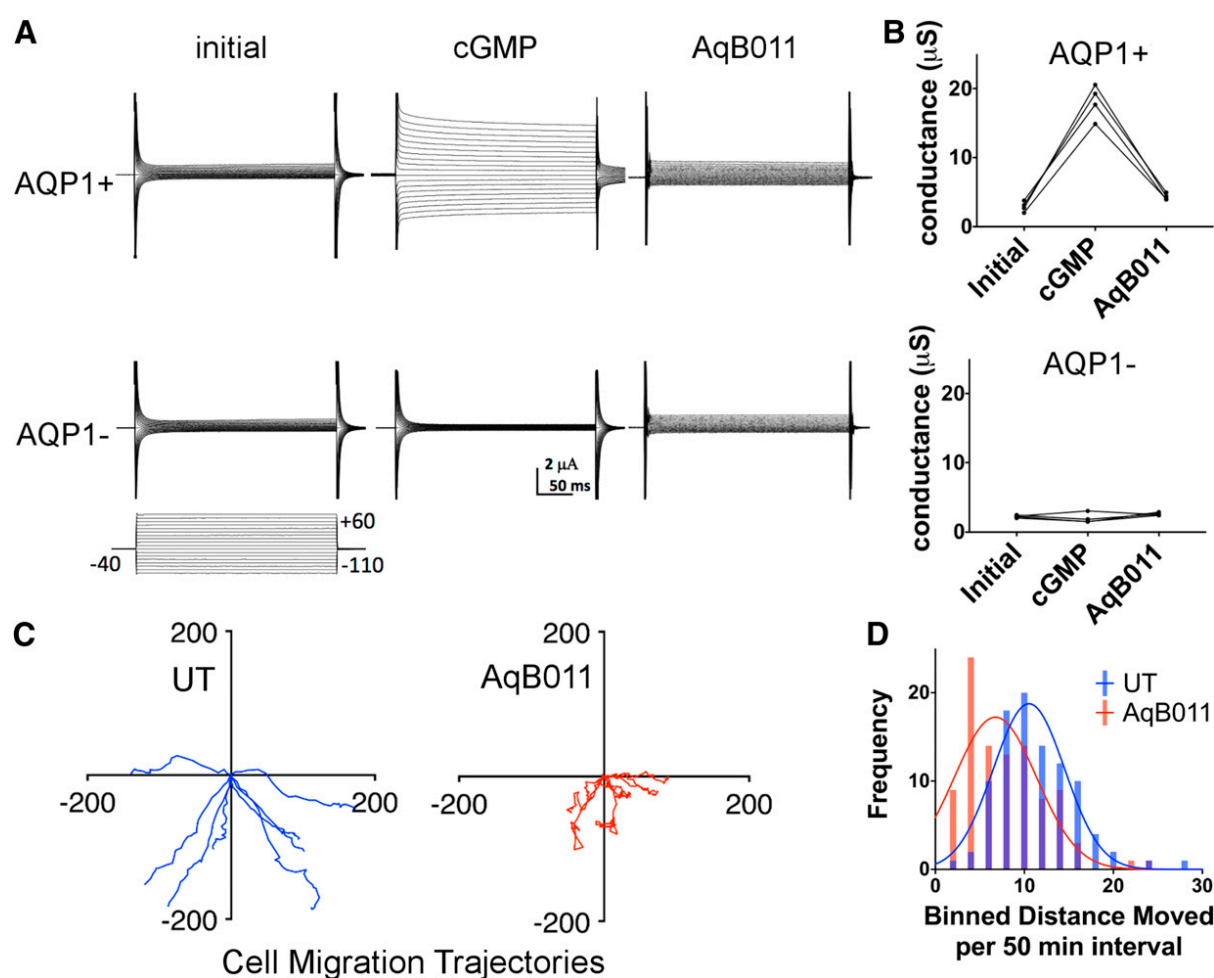 A
initial
cGMP
AqB011
AQP1+
AQP1-
2 μA
50 ms
+60
-40
-110
B
AQP1+
conductance (μS)
20
10
0
Initial
cGMP
AqB011
AQP1-
conductance (μS)
20
10
0
Initial
cGMP
AqB011
C
200
UT
-200
200
-200
200
AqB011
-200
200
-200
Cell Migration Trajectories
D
UT
AqB011
Frequency
20
10
0
0
10
20
30
Binned Distance Moved
per 50 min interval